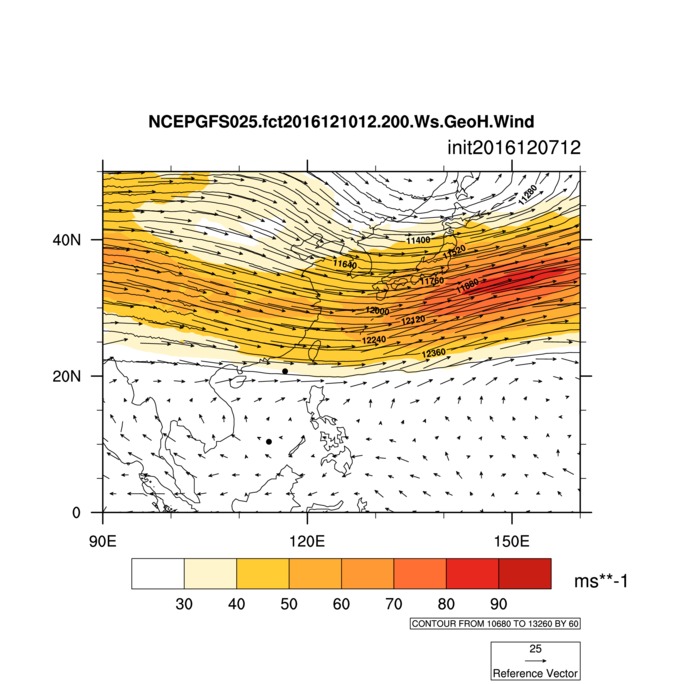 NCEPGFS025.fct2016121012.200.Ws.GeoH.Wind
init2016120712
11280
40N
11400
11520
11640
11760
11880
12000
12120
12240
12360
20N
0
90E 120E 150E
ms**-1
30 40 50 60 70 80 90
CONTOUR FROM 10680 TO 13260 BY 60
25
Reference Vector